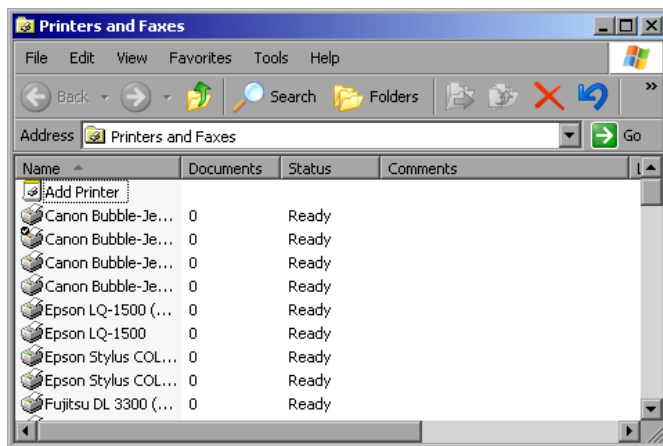 Printers and Faxes
File Edit View Favorites Tools Help
Back Search Folders »
Address Printers and Faxes Go
Name Documents Status Comments
Add Printer
Canon Bubble-Je... 0 Ready
Canon Bubble-Je... 0 Ready
Canon Bubble-Je... 0 Ready
Canon Bubble-Je... 0 Ready
Epson LQ-1500 (... 0 Ready
Epson LQ-1500 0 Ready
Epson Stylus COL... 0 Ready
Epson Stylus COL... 0 Ready
Fujitsu DL 3300 (... 0 Ready